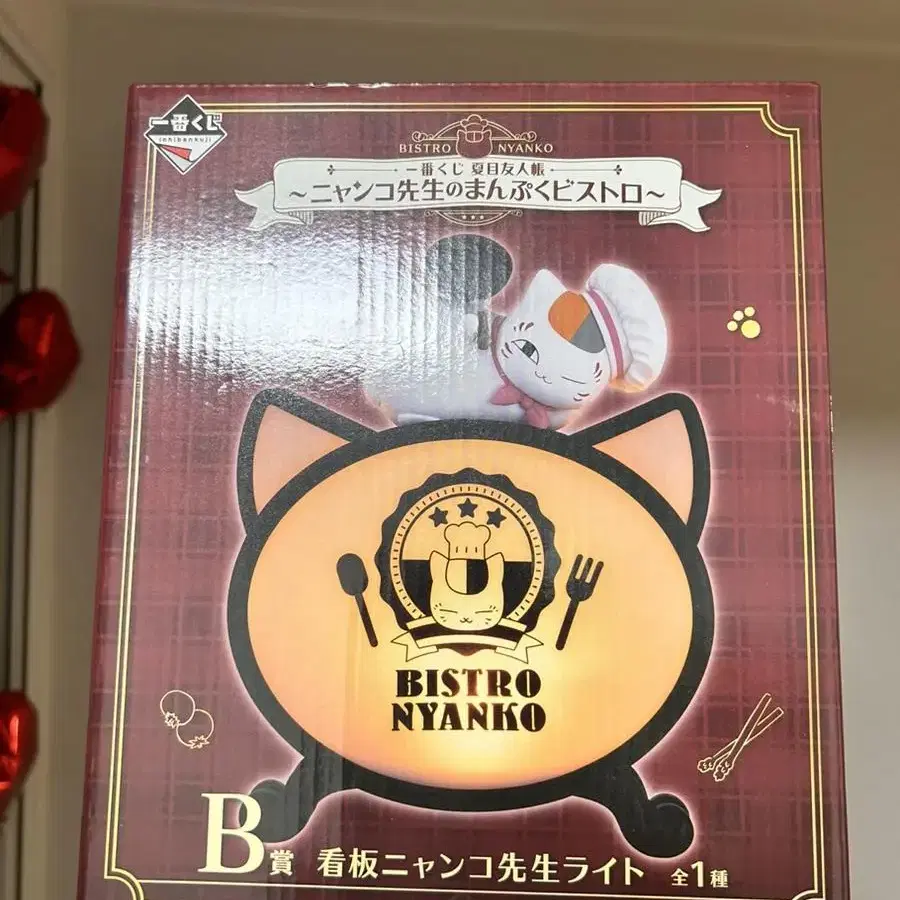 一番くじ
ichibankuji
BISTRO NYANKO
一番くじ 夏目友人帳
～ニャンコ先生のまんぷくビストロ～
BISTRO
NYANKO
B賞 看板ニャンコ先生ライト 全1種